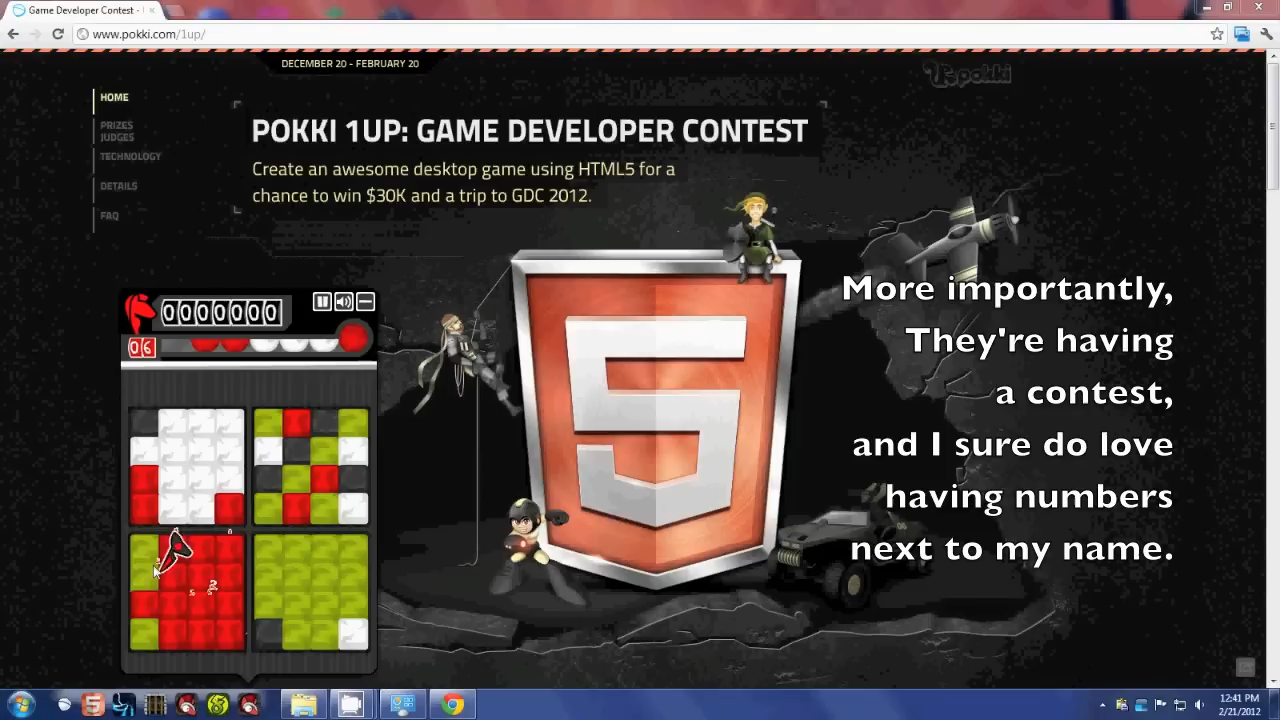 Game Developer Contest -
www.pokki.com/1up/
DECEMBER 20 - FEBRUARY 20
pokki
HOME
PRIZES
JUDGES
TECHNOLOGY
DETAILS
FAQ
POKKI 1UP: GAME DEVELOPER CONTEST
Create an awesome desktop game using HTML5 for a
chance to win $30K and a trip to GDC 2012.
0000000
06
5
More importantly,
They're having
a contest,
and I sure do love
having numbers
next to my name.
12:41 PM
2/21/2012